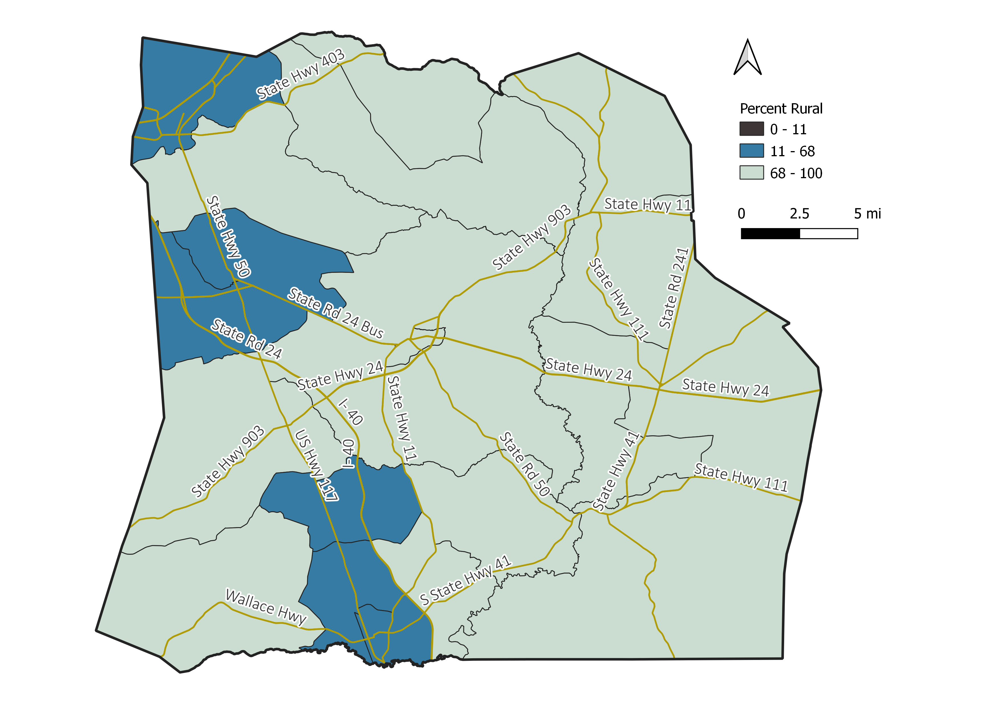 State Hwy 403
Percent Rural
0 - 11
11 - 68
68 - 100
State Hwy 11
0 2.5 5 mi
State Hwy 50
State Hwy 903
State Hwy 111
State Rd 241
State Rd 24 Bus
State Rd 24
State Hwy 24
State Hwy 24
State Hwy 24
I- 40
State Hwy 11
State Hwy 903
US Hwy 117
I- 40
State Rd 50
State Hwy 41
State Hwy 111
S State Hwy 41
Wallace Hwy